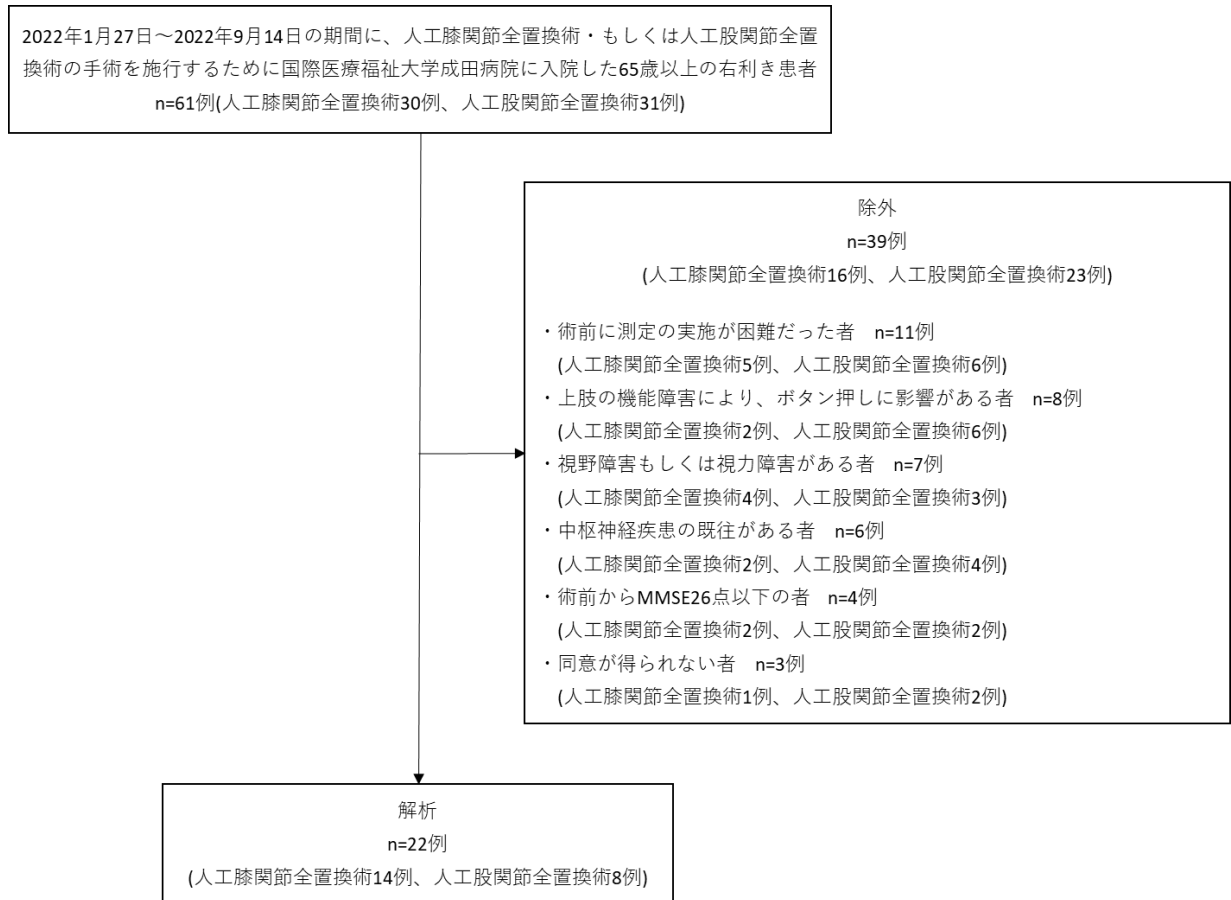 2022年1月27日～2022年9月14日の期間に、人工膝関節全置換術・もしくは人工股関節全置
換術の手術を施行するために国際医療福祉大学成田病院に入院した65歳以上の右利き患者
n=61例(人工膝関節全置換術30例、人工股関節全置換術31例)
除外
n=39例
(人工膝関節全置換術16例、人工股関節全置換術23例)
・術前に測定の実施が困難だった者　n=11例
(人工膝関節全置換術5例、人工股関節全置換術6例)
・上肢の機能障害により、ボタン押しに影響がある者　n=8例
(人工膝関節全置換術2例、人工股関節全置換術6例)
・視野障害もしくは視力障害がある者　n=7例
(人工膝関節全置換術4例、人工股関節全置換術3例)
・中枢神経疾患の既往がある者　n=6例
(人工膝関節全置換術2例、人工股関節全置換術4例)
・術前からMMSE26点以下の者　n=4例
(人工膝関節全置換術2例、人工股関節全置換術2例)
・同意が得られない者　n=3例
(人工膝関節全置換術1例、人工股関節全置換術2例)
解析
n=22例
(人工膝関節全置換術14例、人工股関節全置換術8例)